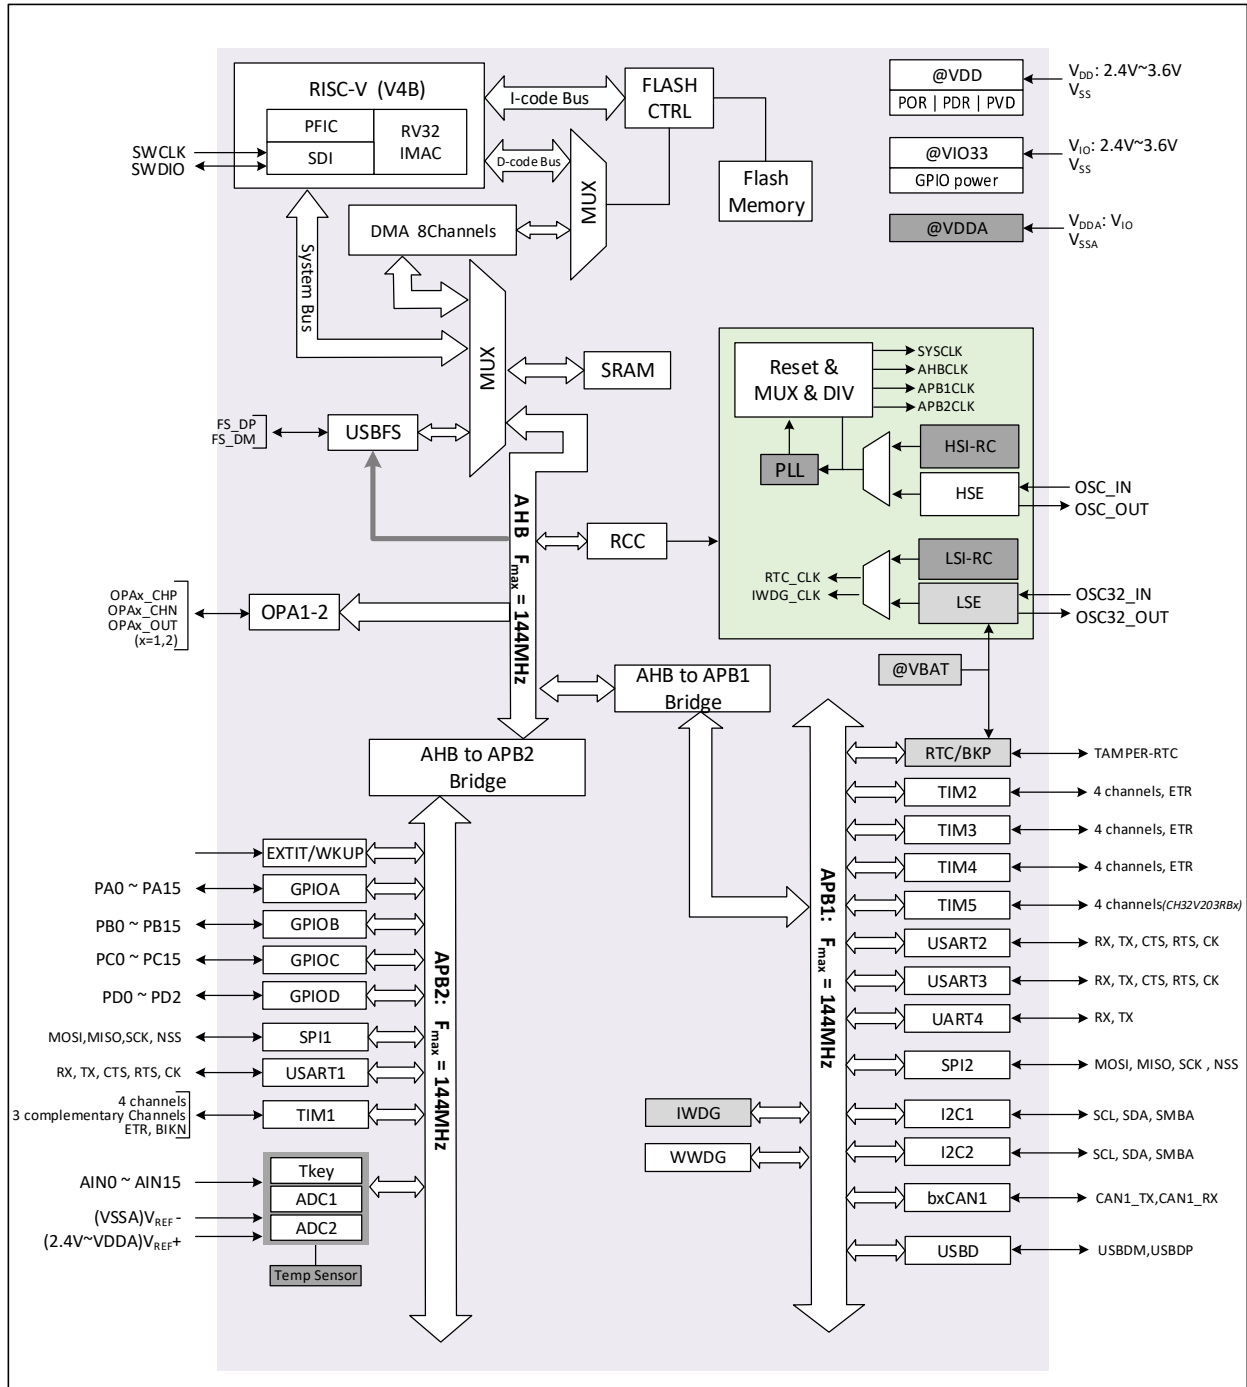 RISC-V (V4B)
PFIC
SDI
RV32
IMAC
SWCLK
SWDIO
I-code Bus
D-code Bus
FLASH
CTRL
MUX
Flash
Memory
@VDD
POR | PDR | PVD
VDD: 2.4V~3.6V
VSS
@VIO33
GPIO power
VIO: 2.4V~3.6V
VSS
@VDDA
VDDA: VIO
VSSA
DMA 8Channels
System Bus
MUX
SRAM
FS_DP
FS_DM
USBFS
Reset &
MUX & DIV
SYSCLK
AHBCLK
APB1CLK
APB2CLK
PLL
HSI-RC
HSE
OSC_IN
OSC_OUT
AHB Fmax = 144MHz
RCC
LSI-RC
LSE
RTC_CLK
IWDG_CLK
OSC32_IN
OSC32_OUT
OPAx_CHP
OPAx_CHN
OPAx_OUT
(x=1,2)
OPA1-2
@VBAT
AHB to APB1
Bridge
AHB to APB2
Bridge
EXTIT/WKUP
PA0 ~ PA15
GPIOA
PB0 ~ PB15
GPIOB
PC0 ~ PC15
GPIOC
PD0 ~ PD2
GPIOD
MOSI,MISO,SCK, NSS
SPI1
RX, TX, CTS, RTS, CK
USART1
4 channels
3 complementary Channels
ETR, BIKN
TIM1
AIN0 ~ AIN15
(VSSA)VREF -
(2.4V~VDDA)VREF+
Tkey
ADC1
ADC2
Temp Sensor
APB2: Fmax = 144MHz
IWDG
WWDG
APB1: Fmax = 144MHz
RTC/BKP
TAMPER-RTC
TIM2
4 channels, ETR
TIM3
4 channels, ETR
TIM4
4 channels, ETR
TIM5
4 channels(CH32V203RBx)
USART2
RX, TX, CTS, RTS, CK
USART3
RX, TX, CTS, RTS, CK
UART4
RX, TX
SPI2
MOSI, MISO, SCK , NSS
I2C1
SCL, SDA, SMBA
I2C2
SCL, SDA, SMBA
bxCAN1
CAN1_TX,CAN1_RX
USBD
USBDM,USBDP